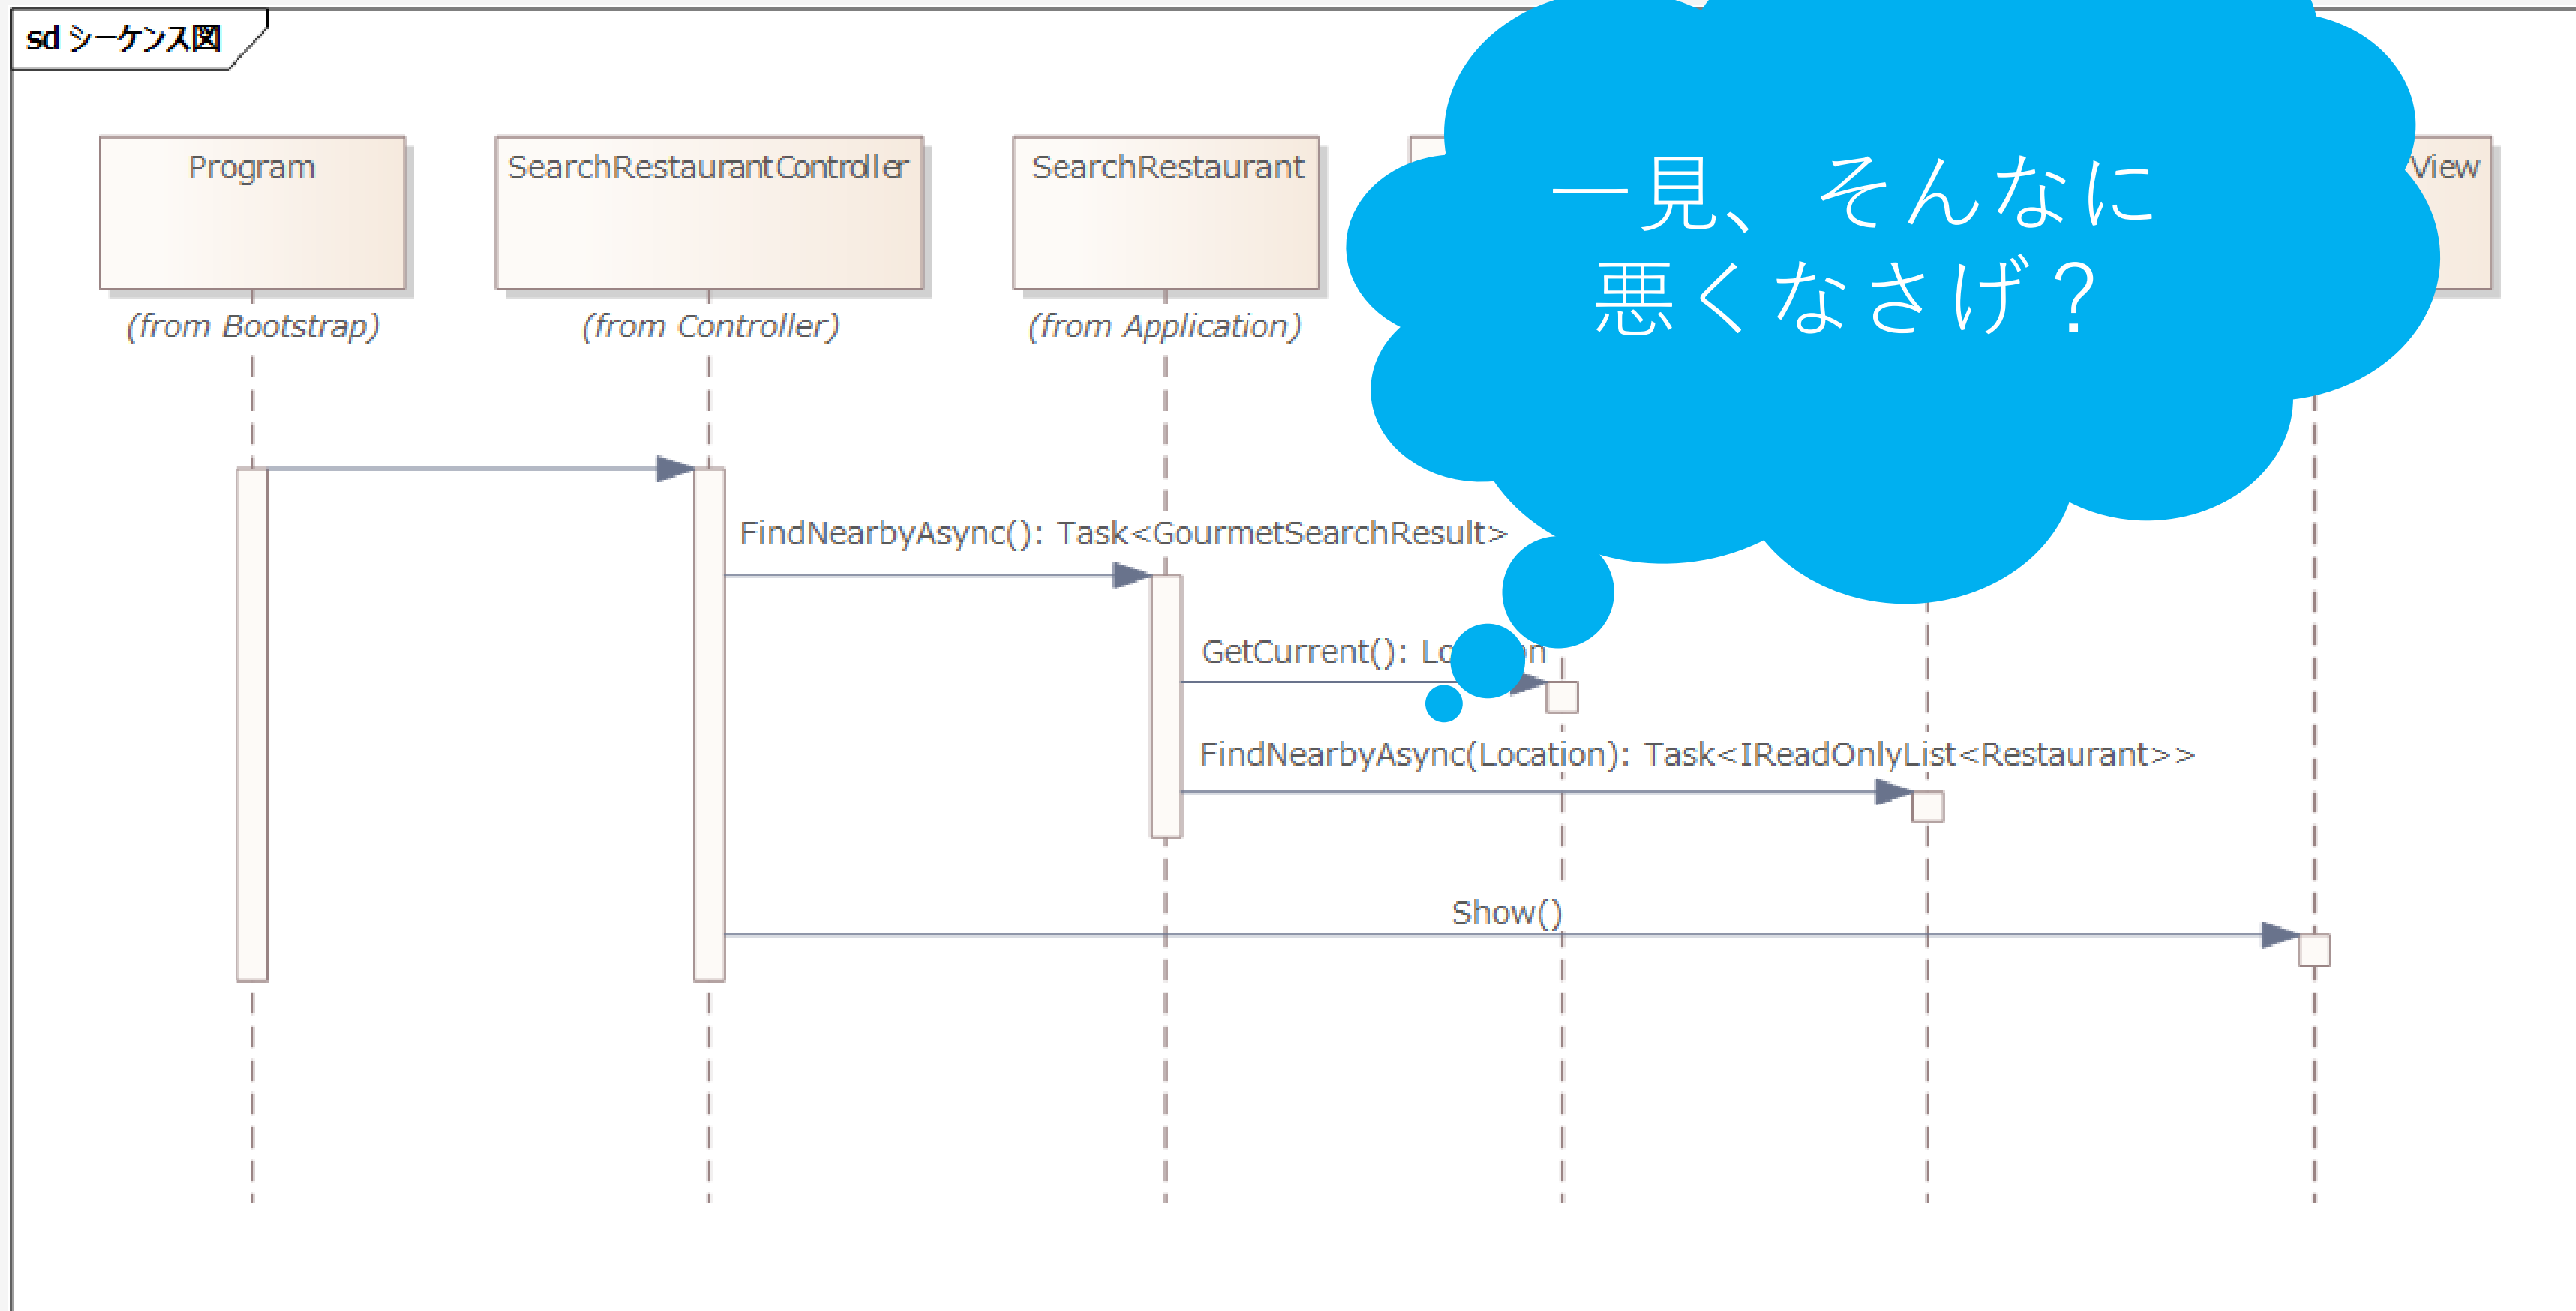 sd シーケンス図
Program
SearchRestaurantController
SearchRestaurant
View
(from Bootstrap)
(from Controller)
(from Application)
一見、そんなに
悪くなさげ？
FindNearbyAsync(): Task<GourmetSearchResult>
GetCurrent():
FindNearbyAsync(Location): Task<IReadOnlyList<Restaurant>>
Show()